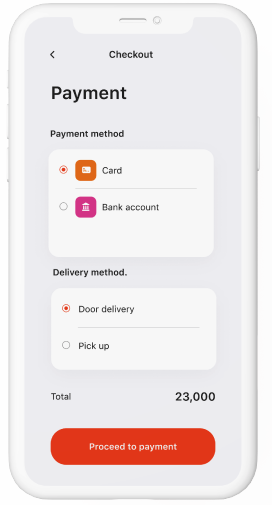 Checkout
Payment
Payment method
Card
Bank account
Delivery method.
Door delivery
Pick up
Total 23,000
Proceed to payment